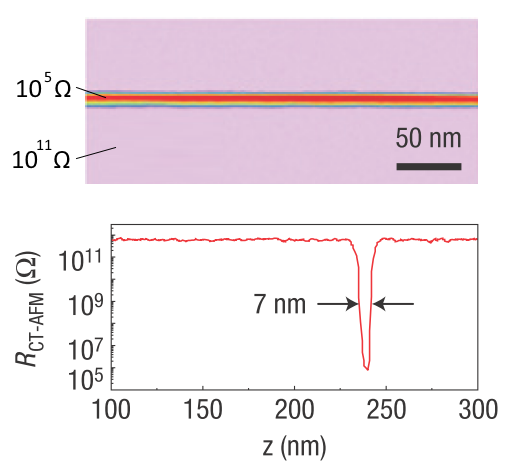 10⁵ Ω
10¹¹ Ω
50 nm
R_CT-AFM (Ω)
10¹¹
10⁹
10⁷
10⁵
7 nm
100 150 200 250 300
z (nm)